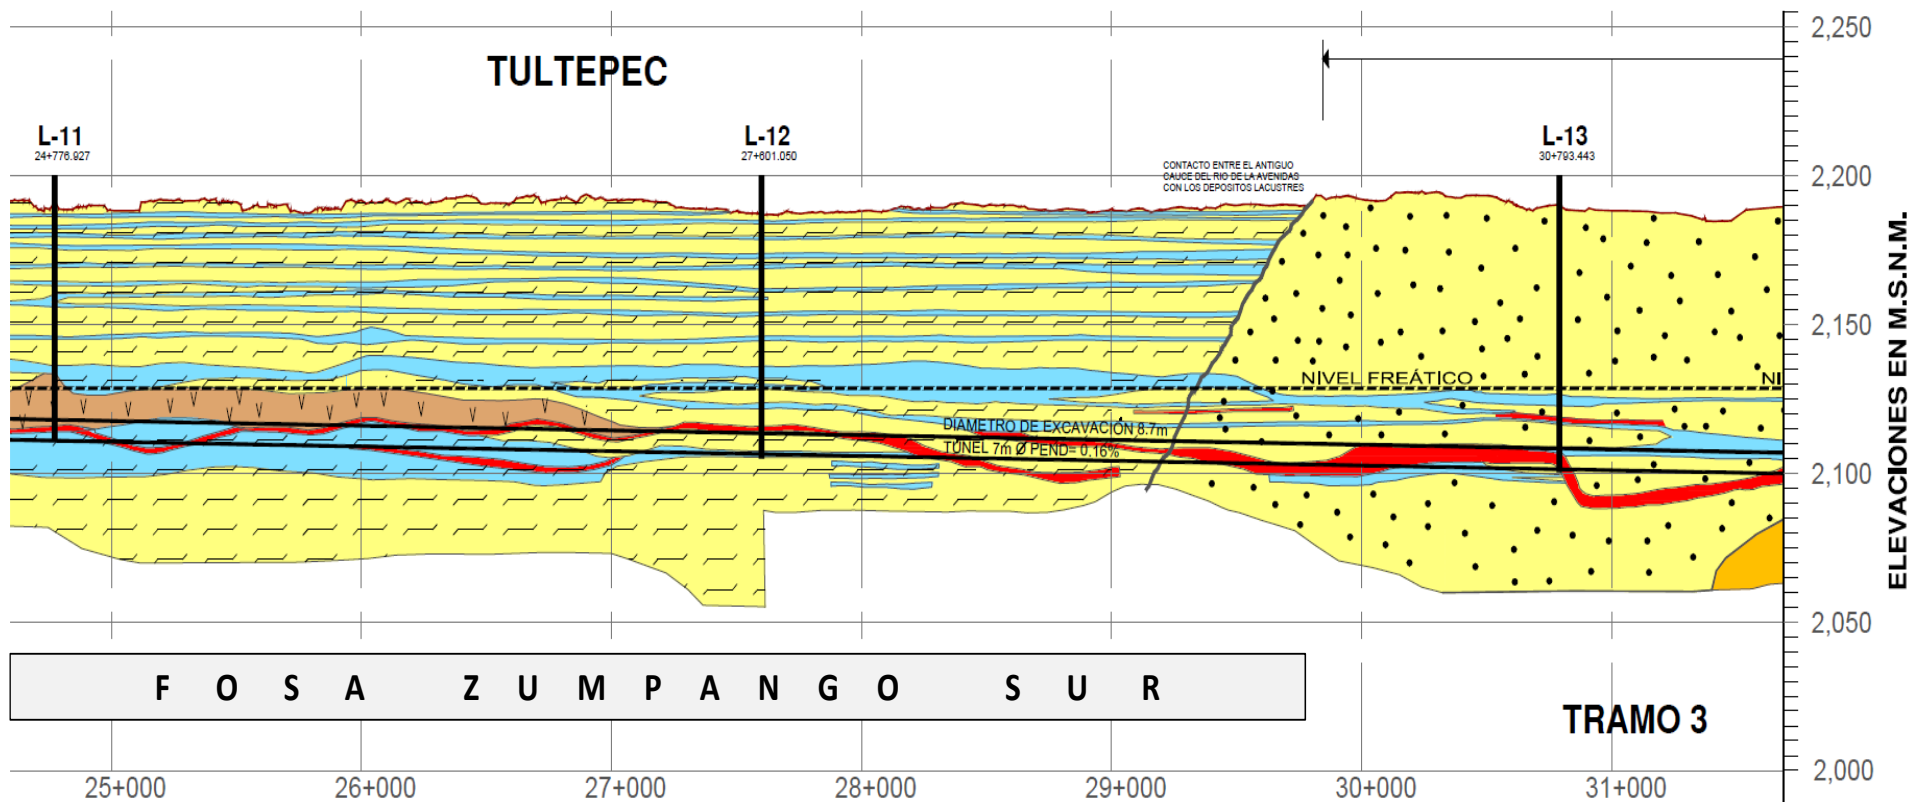 2,250
TULTEPEC
L-11
24+776.927
L-12
27+601.050
L-13
30+793.443
CONTACTO ENTRE EL ANTIGUO
CAUCE DEL RIO DE LA AVENIDAS
CON LOS DEPOSITOS LACUSTRES
2,200
2,150
NIVEL FREÁTICO
NI
DIAMETRO DE EXCAVACIÓN 8.7m
TUNEL 7m Ø PEND= 0.16%
2,100
2,050
ELEVACIONES EN M.S.N.M.
FOSA ZUMPANGO SUR
TRAMO 3
2,000
25+000
26+000
27+000
28+000
29+000
30+000
31+000